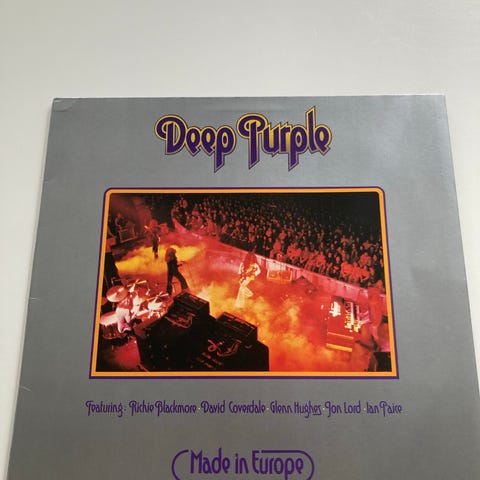 Deep Purple
Featuring: Richie Blackmore · David Coverdale · Glenn Hughes · Jon Lord · Ian Paice
Made in Europe